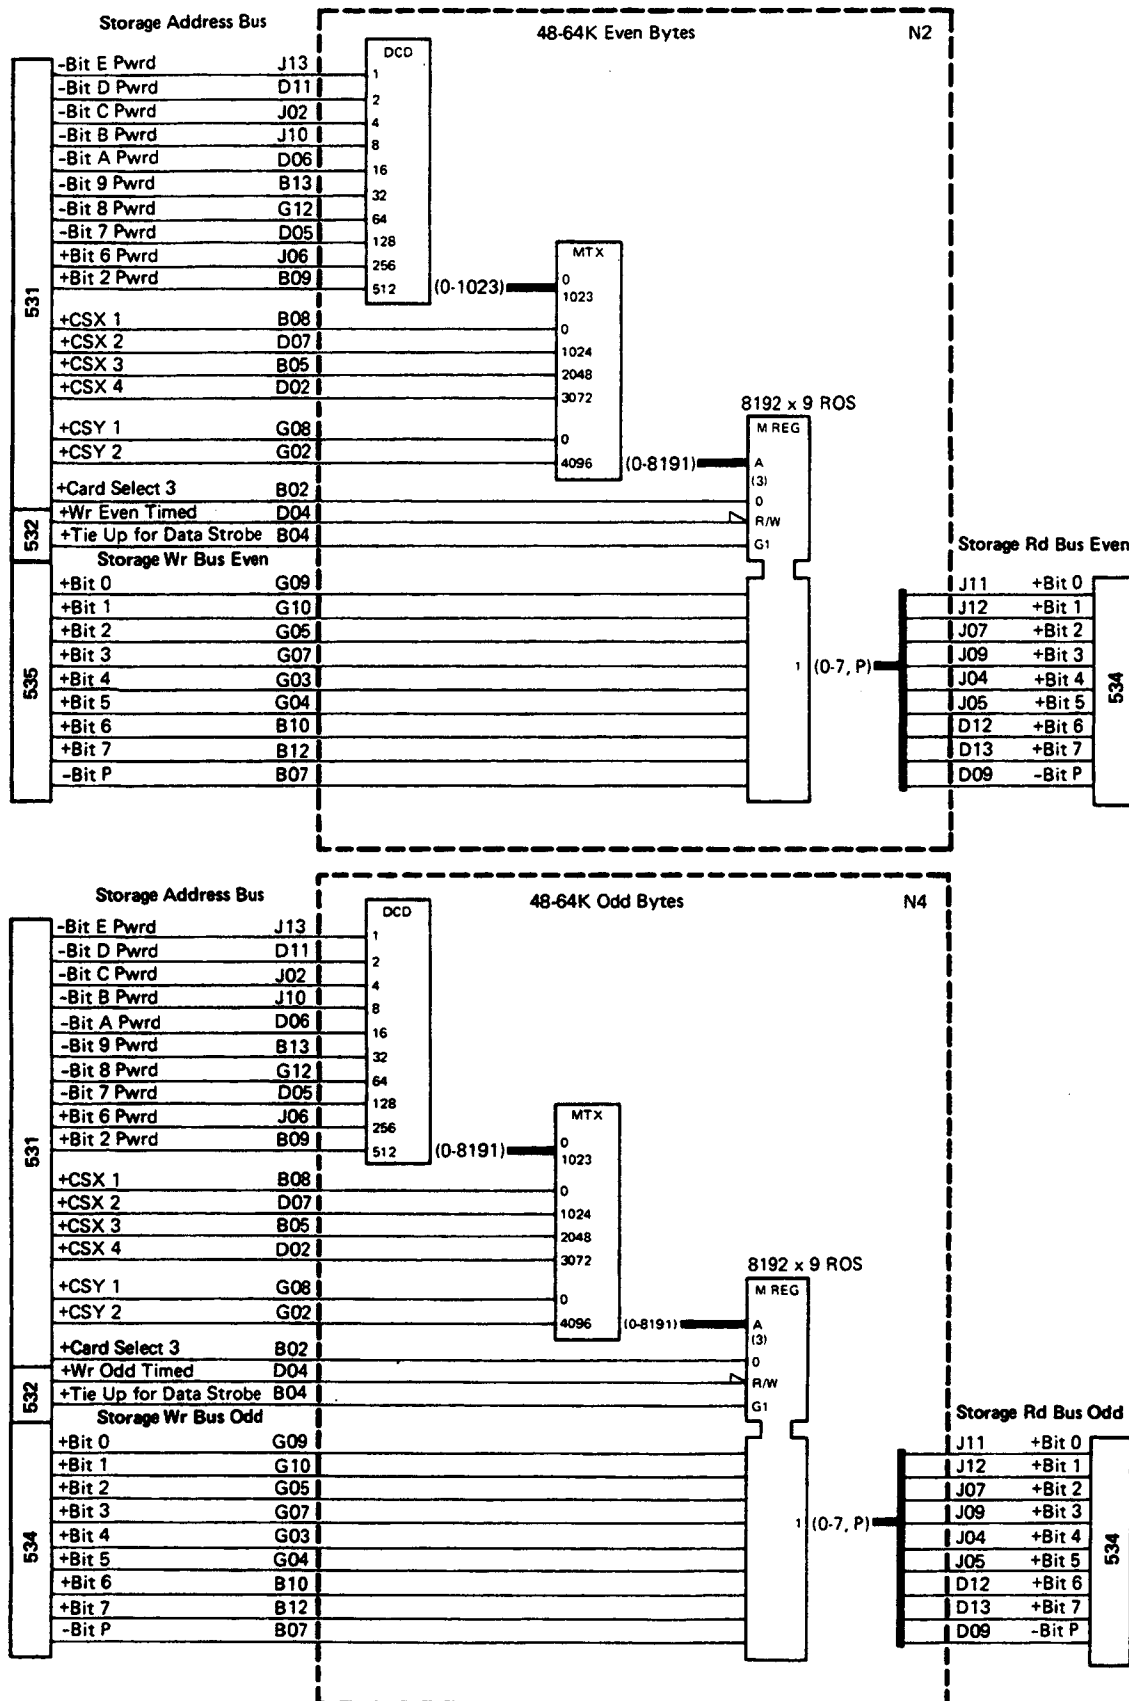 Storage Address Bus
48-64K Even Bytes N2
DCD
-Bit E Pwrd J13 1
-Bit D Pwrd D11 2
-Bit C Pwrd J02 4
-Bit B Pwrd J10 8
-Bit A Pwrd D06 16
-Bit 9 Pwrd B13 32
-Bit 8 Pwrd G12 64
-Bit 7 Pwrd D05 128
+Bit 6 Pwrd J06 256
+Bit 2 Pwrd B09 512
(0-1023)
MTX
0
1023
531
+CSX 1 B08 0
+CSX 2 D07 1024
+CSX 3 B05 2048
+CSX 4 D02 3072
+CSY 1 G08 0
+CSY 2 G02 4096
(0-8191)
8192 x 9 ROS
M REG
A
(3)
+Card Select 3 B02 0
532
+Wr Even Timed D04 R/W
+Tie Up for Data Strobe B04 G1
Storage Wr Bus Even
Storage Rd Bus Even
535
+Bit 0 G09
+Bit 1 G10
+Bit 2 G05
+Bit 3 G07
+Bit 4 G03
+Bit 5 G04
+Bit 6 B10
+Bit 7 B12
-Bit P B07
1 (0-7, P)
J11 +Bit 0
J12 +Bit 1
J07 +Bit 2
J09 +Bit 3
J04 +Bit 4
J05 +Bit 5
D12 +Bit 6
D13 +Bit 7
D09 -Bit P
534
Storage Address Bus
48-64K Odd Bytes N4
DCD
-Bit E Pwrd J13 1
-Bit D Pwrd D11 2
-Bit C Pwrd J02 4
-Bit B Pwrd J10 8
-Bit A Pwrd D06 16
-Bit 9 Pwrd B13 32
-Bit 8 Pwrd G12 64
-Bit 7 Pwrd D05 128
+Bit 6 Pwrd J06 256
+Bit 2 Pwrd B09 512
(0-8191)
MTX
0
1023
531
+CSX 1 B08 0
+CSX 2 D07 1024
+CSX 3 B05 2048
+CSX 4 D02 3072
+CSY 1 G08 0
+CSY 2 G02 4096
(0-8191)
8192 x 9 ROS
M REG
A
(3)
+Card Select 3 B02 0
532
+Wr Odd Timed D04 R/W
+Tie Up for Data Strobe B04 G1
Storage Wr Bus Odd
Storage Rd Bus Odd
534
+Bit 0 G09
+Bit 1 G10
+Bit 2 G05
+Bit 3 G07
+Bit 4 G03
+Bit 5 G04
+Bit 6 B10
+Bit 7 B12
-Bit P B07
1 (0-7, P)
J11 +Bit 0
J12 +Bit 1
J07 +Bit 2
J09 +Bit 3
J04 +Bit 4
J05 +Bit 5
D12 +Bit 6
D13 +Bit 7
D09 -Bit P
534